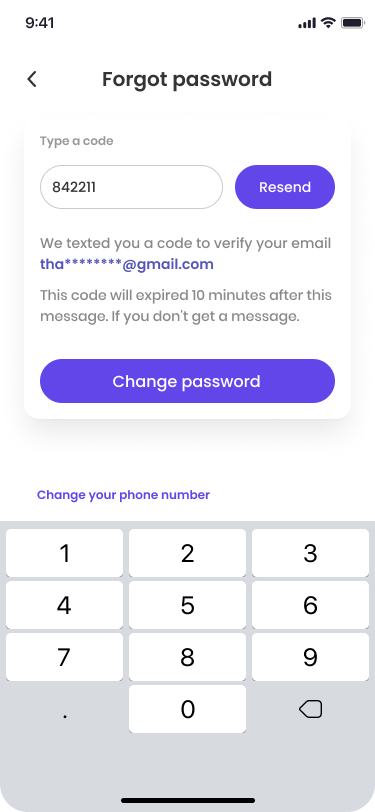 9:41
Forgot password
Type a code
842211
Resend
We texted you a code to verify your email
tha********@gmail.com
This code will expired 10 minutes after this
message. If you don't get a message.
Change password
Change your phone number
1 2 3
4 5 6
7 8 9
. 0